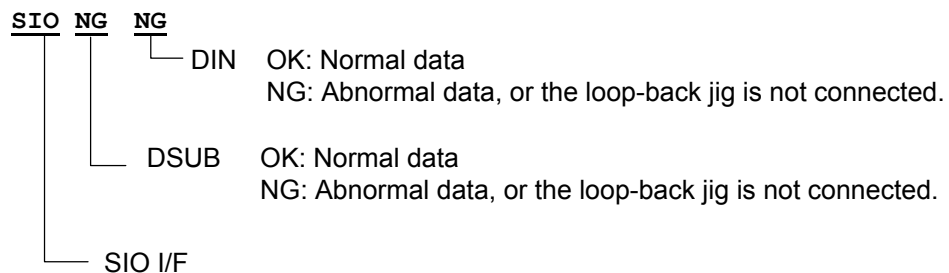 SIO NG NG
DIN OK: Normal data
NG: Abnormal data, or the loop-back jig is not connected.
DSUB OK: Normal data
NG: Abnormal data, or the loop-back jig is not connected.
SIO I/F